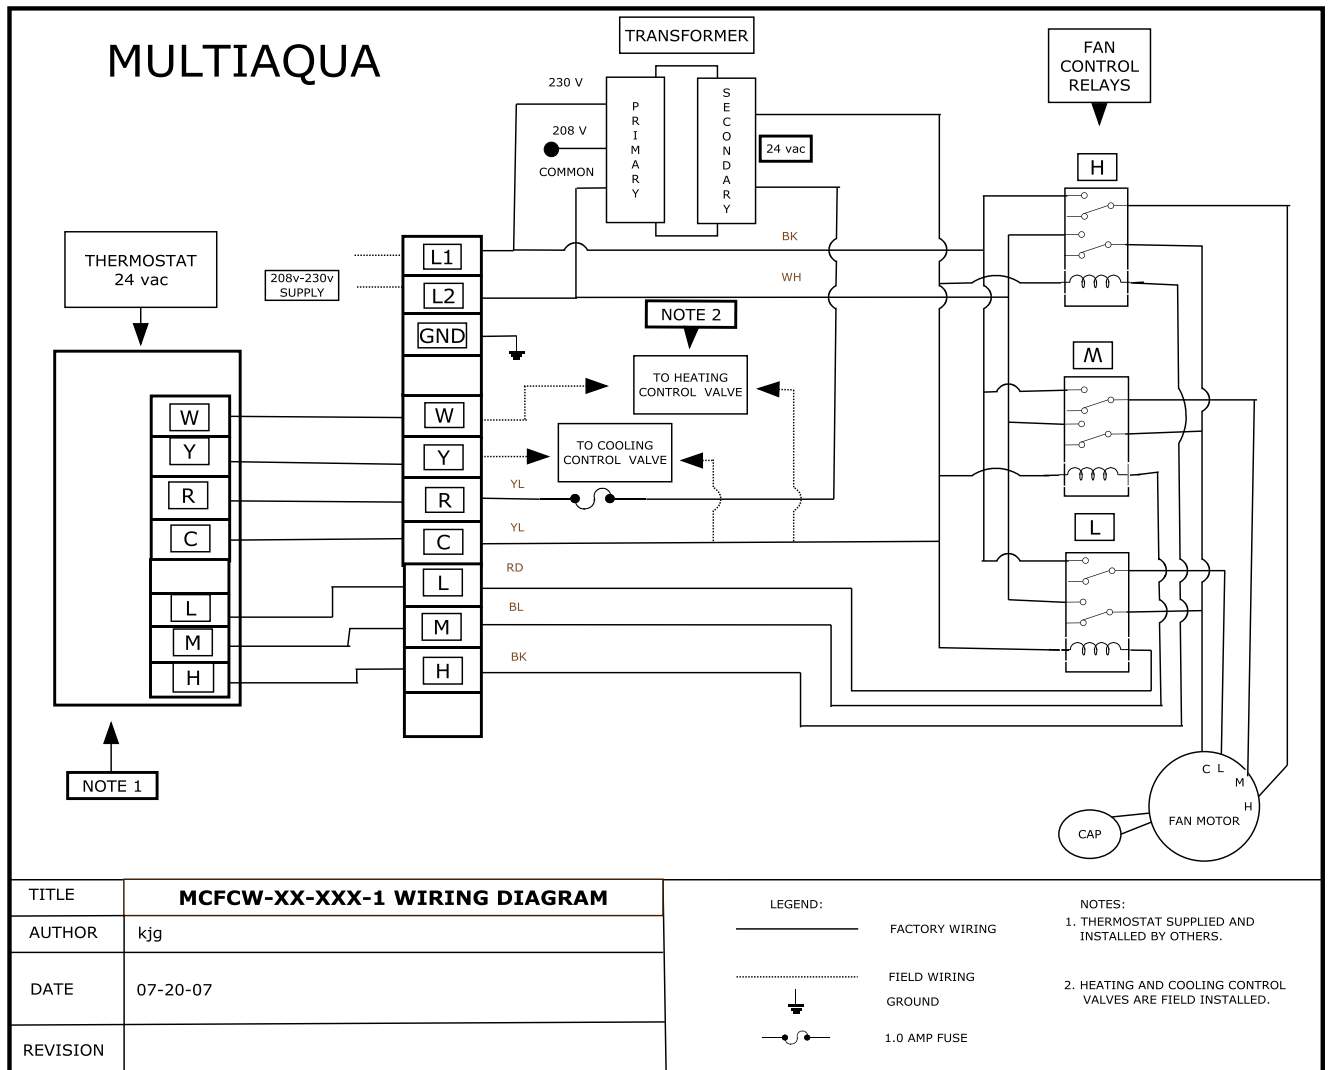 MULTIAQUA
TRANSFORMER
FAN
CONTROL
RELAYS
230 V
208 V
COMMON
PRIMARY
SECONDARY
24 vac
H
BK
WH
THERMOSTAT
24 vac
208v-230v
SUPPLY
L1
L2
GND
NOTE 2
TO HEATING
CONTROL VALVE
TO COOLING
CONTROL VALVE
M
L
W
Y
R
C
L
M
H
W
Y
R
C
L
M
H
YL
YL
RD
BL
BK
NOTE 1
C L
M
H
FAN MOTOR
CAP
TITLE
MCFCW-XX-XXX-1 WIRING DIAGRAM
AUTHOR
kjg
DATE
07-20-07
REVISION
LEGEND:
FACTORY WIRING
FIELD WIRING
GROUND
1.0 AMP FUSE
NOTES:
1. THERMOSTAT SUPPLIED AND
INSTALLED BY OTHERS.
2. HEATING AND COOLING CONTROL
VALVES ARE FIELD INSTALLED.